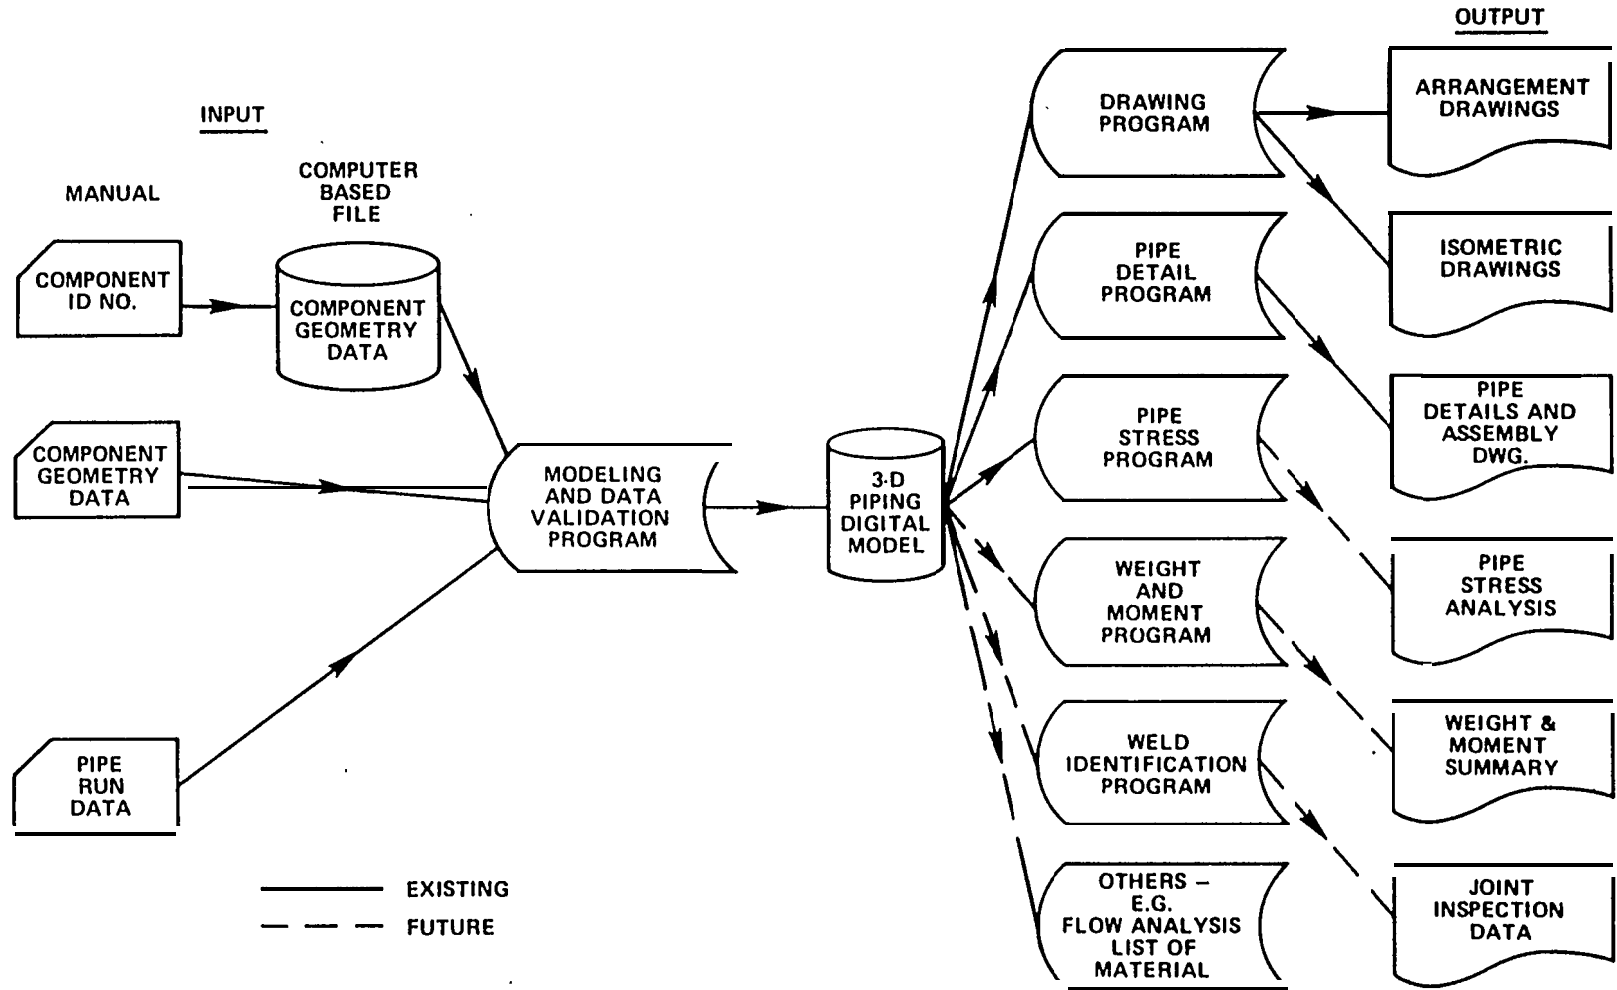 INPUT
MANUAL
COMPUTER
BASED
FILE
COMPONENT
ID NO.
COMPONENT
GEOMETRY
DATA
COMPONENT
GEOMETRY
DATA
PIPE
RUN
DATA
MODELING
AND DATA
VALIDATION
PROGRAM
3-D
PIPING
DIGITAL
MODEL
DRAWING
PROGRAM
PIPE
DETAIL
PROGRAM
PIPE
STRESS
PROGRAM
WEIGHT
AND
MOMENT
PROGRAM
WELD
IDENTIFICATION
PROGRAM
OTHERS –
E.G.
FLOW ANALYSIS
LIST OF
MATERIAL
OUTPUT
ARRANGEMENT
DRAWINGS
ISOMETRIC
DRAWINGS
PIPE
DETAILS AND
ASSEMBLY
DWG.
PIPE
STRESS
ANALYSIS
WEIGHT &
MOMENT
SUMMARY
JOINT
INSPECTION
DATA
EXISTING
FUTURE